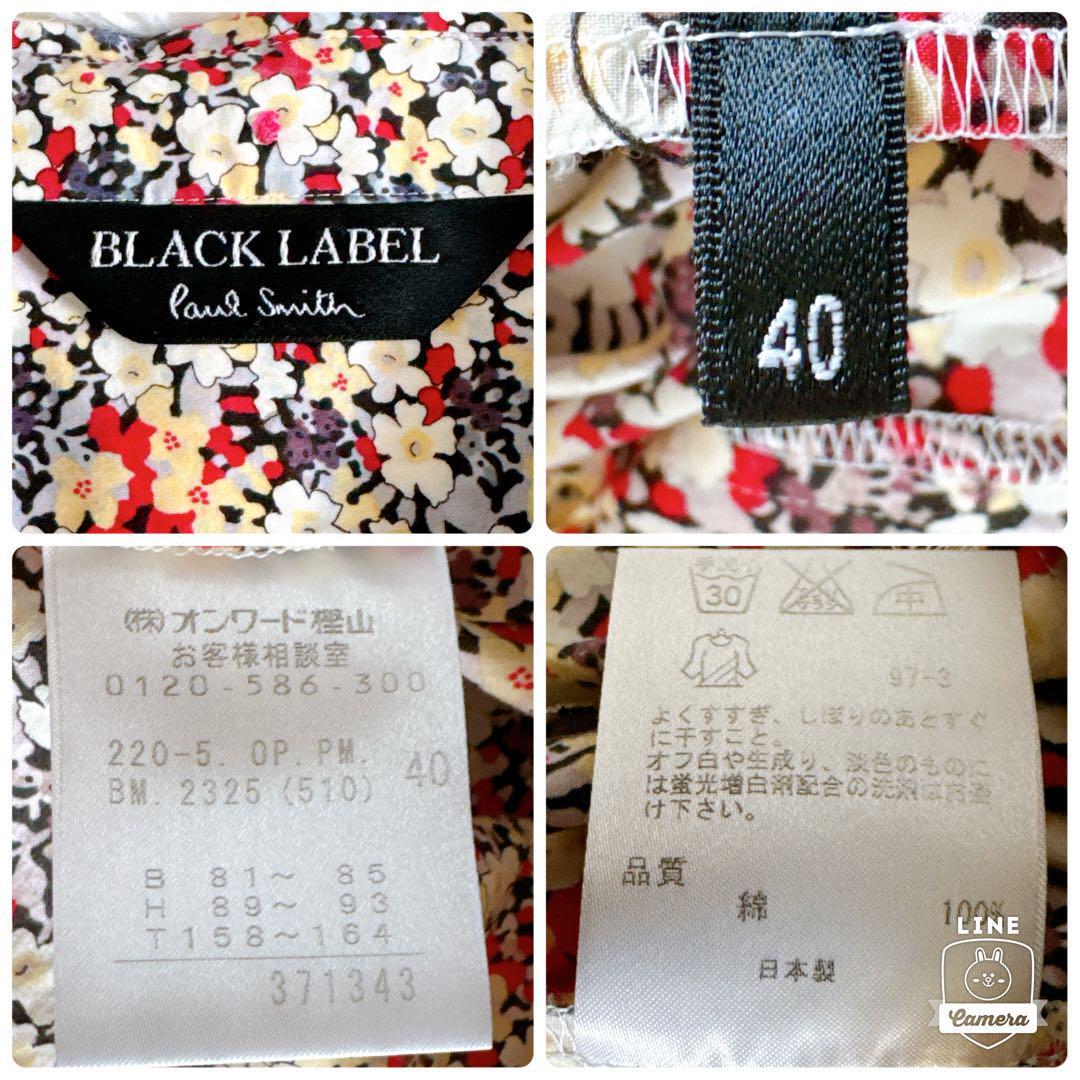 BLACK LABEL
Paul Smith
40
(株)オンワード樫山
お客様相談室
0120-586-300
220-5. OP. PM. 40
BM. 2325 (510)
B 81～ 85
H 89～ 93
T 158～164
371343
30
中
97-3
よくすすぎ、しぼりのあとすぐ
に干すこと。
オフ白や生成り、淡色のものに
は蛍光増白剤配合の洗剤はお避
け下さい。
品質
綿 100%
日本製
LINE
Camera